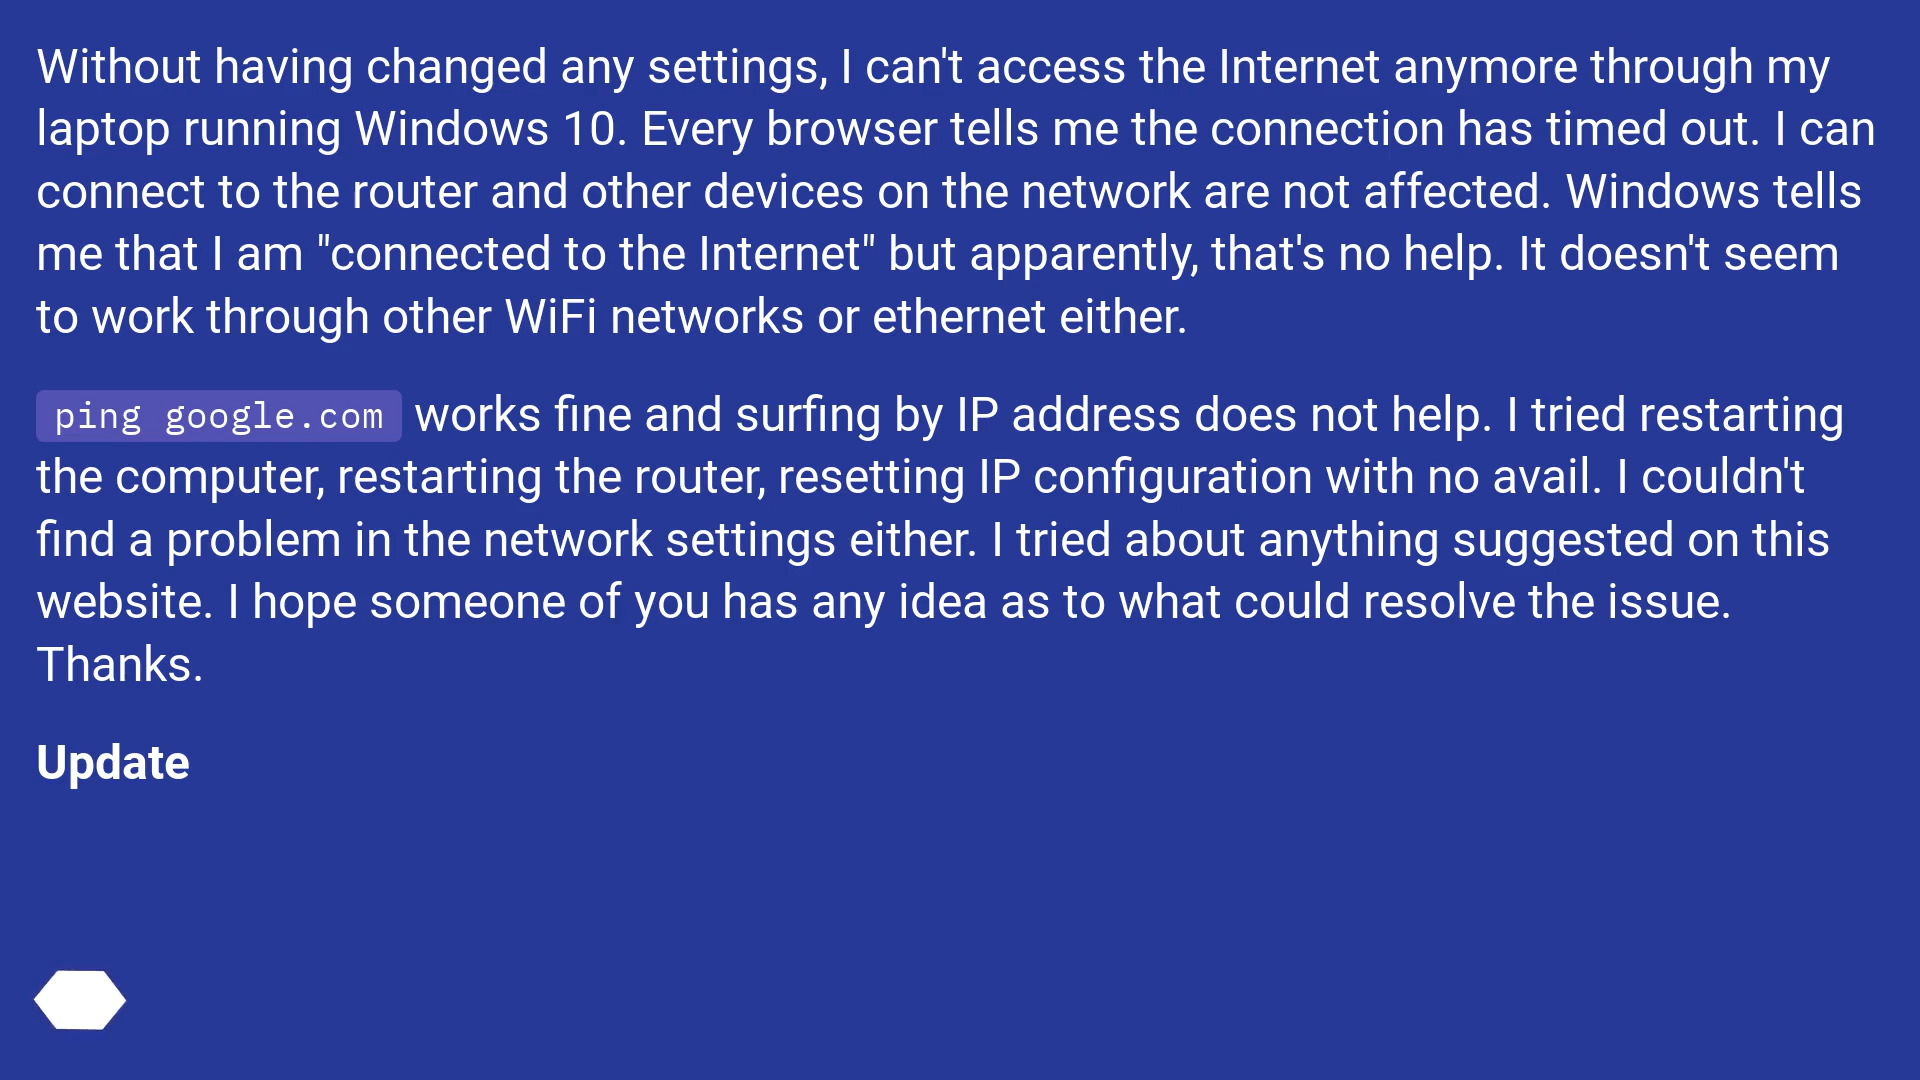 Without having changed any settings, I can't access the Internet anymore through my
laptop running Windows 10. Every browser tells me the connection has timed out. I can
connect to the router and other devices on the network are not affected. Windows tells
me that I am "connected to the Internet" but apparently, that's no help. It doesn't seem
to work through other WiFi networks or ethernet either.
ping google.com works fine and surfing by IP address does not help. I tried restarting
the computer, restarting the router, resetting IP configuration with no avail. I couldn't
find a problem in the network settings either. I tried about anything suggested on this
website. I hope someone of you has any idea as to what could resolve the issue.
Thanks.
Update